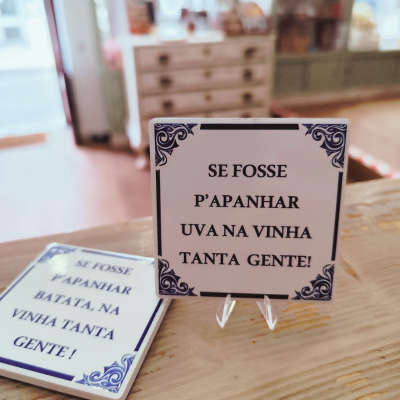 SE FOSSE
P'APANHAR
UVA NA VINHA
TANTA GENTE!
SE FOSSE
P'APANHAR
BATATA, NA
VINHA TANTA
GENTE!